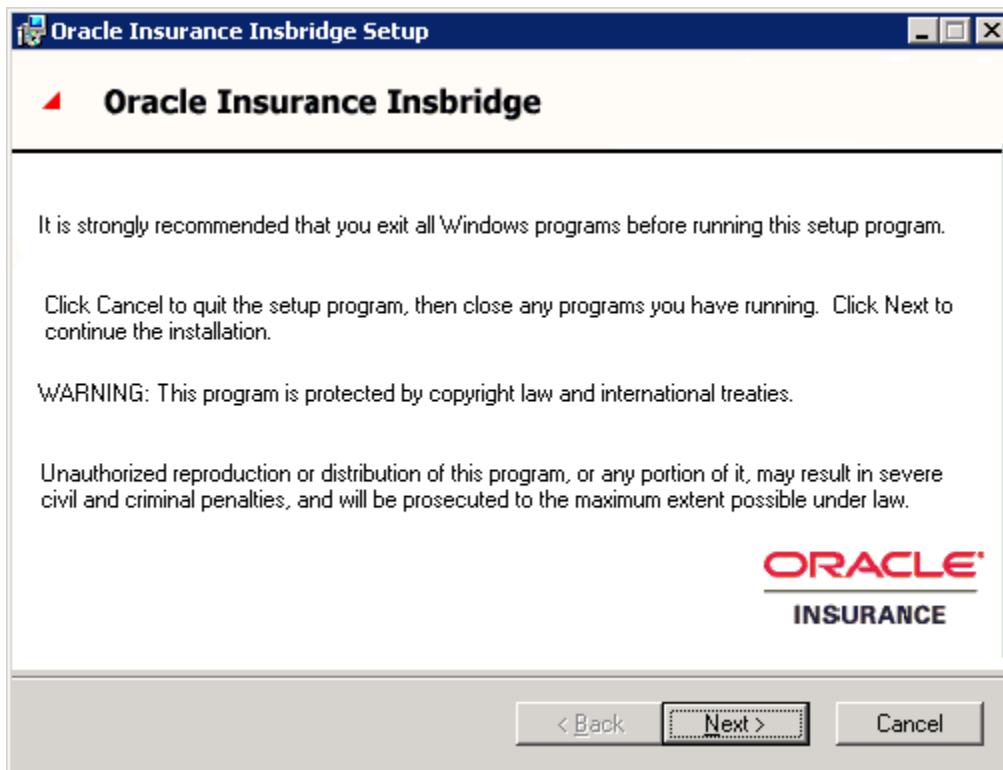 Oracle Insurance Insbridge Setup
Oracle Insurance Insbridge
It is strongly recommended that you exit all Windows programs before running this setup program.
Click Cancel to quit the setup program, then close any programs you have running.  Click Next to
continue the installation.
WARNING: This program is protected by copyright law and international treaties.
Unauthorized reproduction or distribution of this program, or any portion of it, may result in severe
civil and criminal penalties, and will be prosecuted to the maximum extent possible under law.
ORACLE
INSURANCE
< Back Next > Cancel